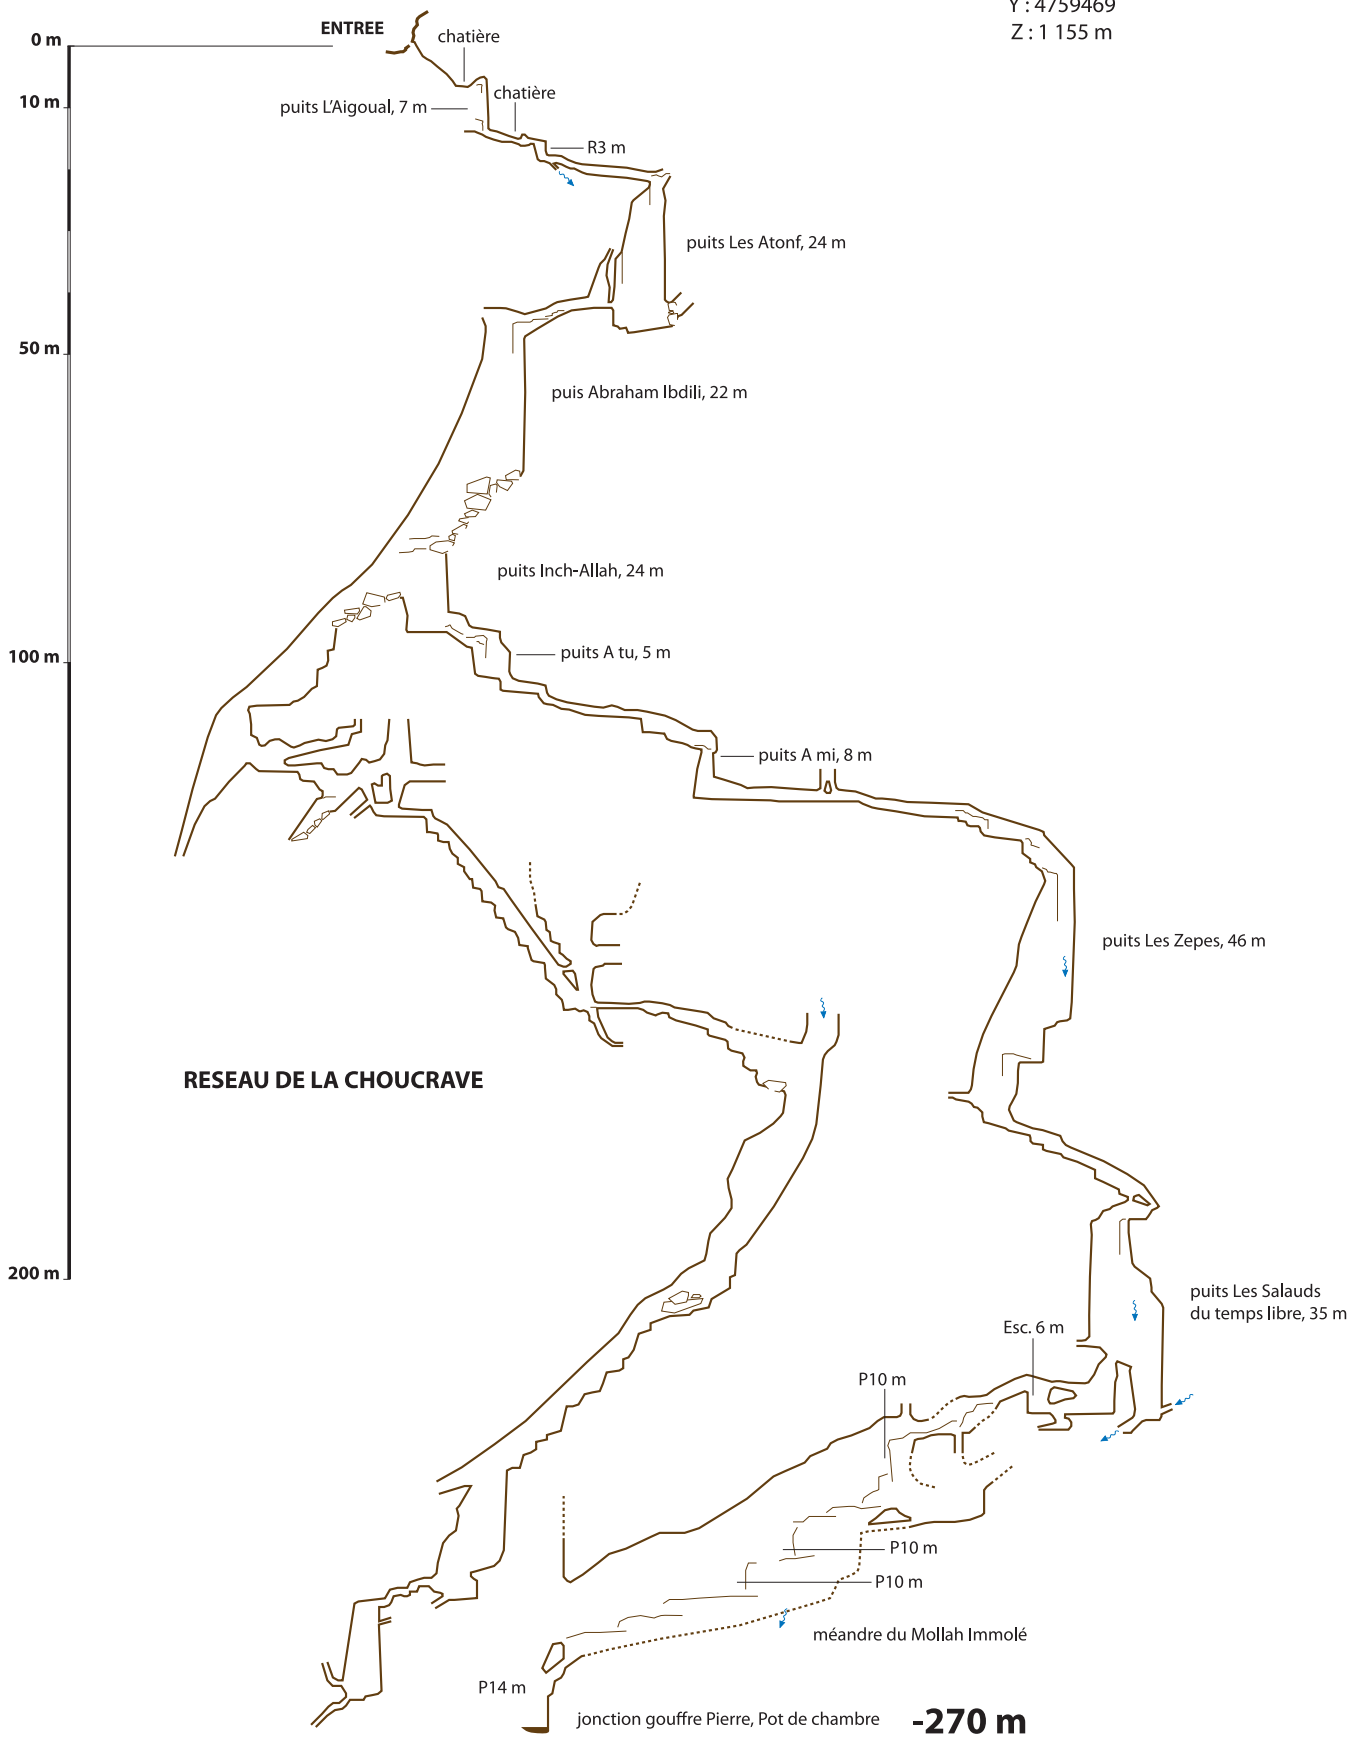 Y : 4759469
Z : 1 155 m
ENTREE
0 m
chatière
chatière
10 m
puits L'Aigoual, 7 m
R3 m
puits Les Atonf, 24 m
50 m
puis Abraham Ibdili, 22 m
puits Inch-Allah, 24 m
100 m
puits A tu, 5 m
puits A mi, 8 m
puits Les Zepes, 46 m
RESEAU DE LA CHOUCRAVE
200 m
puits Les Salauds
du temps libre, 35 m
Esc. 6 m
P10 m
P10 m
P10 m
méandre du Mollah Immolé
P14 m
jonction gouffre Pierre, Pot de chambre
-270 m